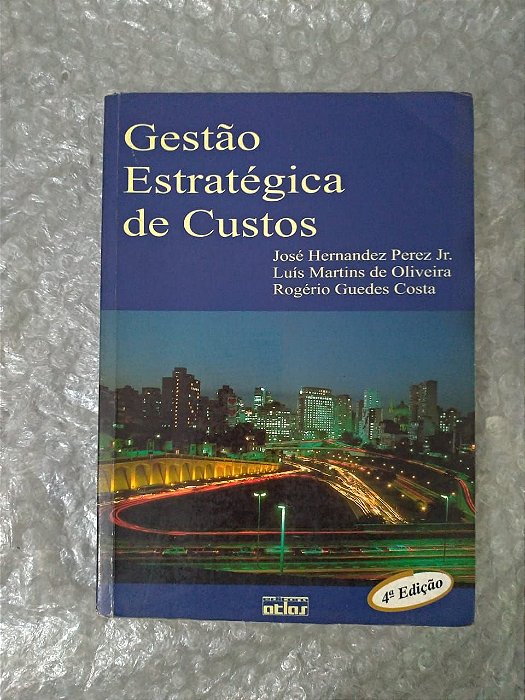 Gestão
Estratégica
de Custos
José Hernandez Perez Jr.
Luís Martins de Oliveira
Rogério Guedes Costa
4ª Edição
atlas